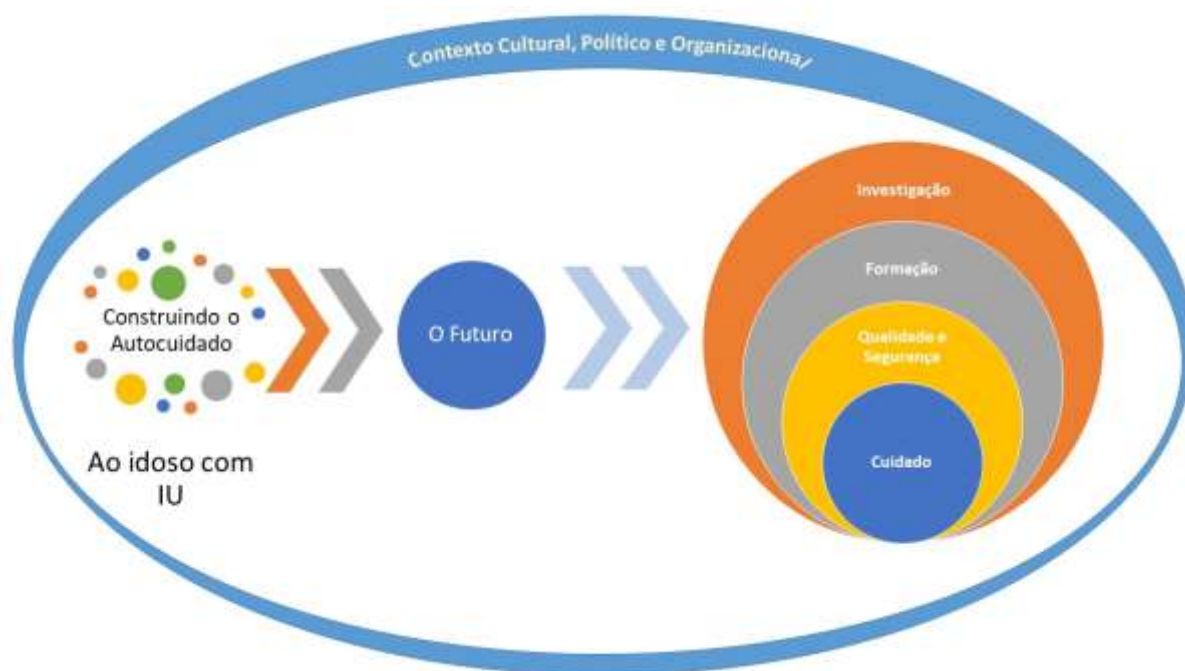 Contexto Cultural, Político e Organizacional
Construindo o
Autocuidado
Ao idoso com
IU
O Futuro
Investigação
Formação
Qualidade e
Segurança
Cuidado